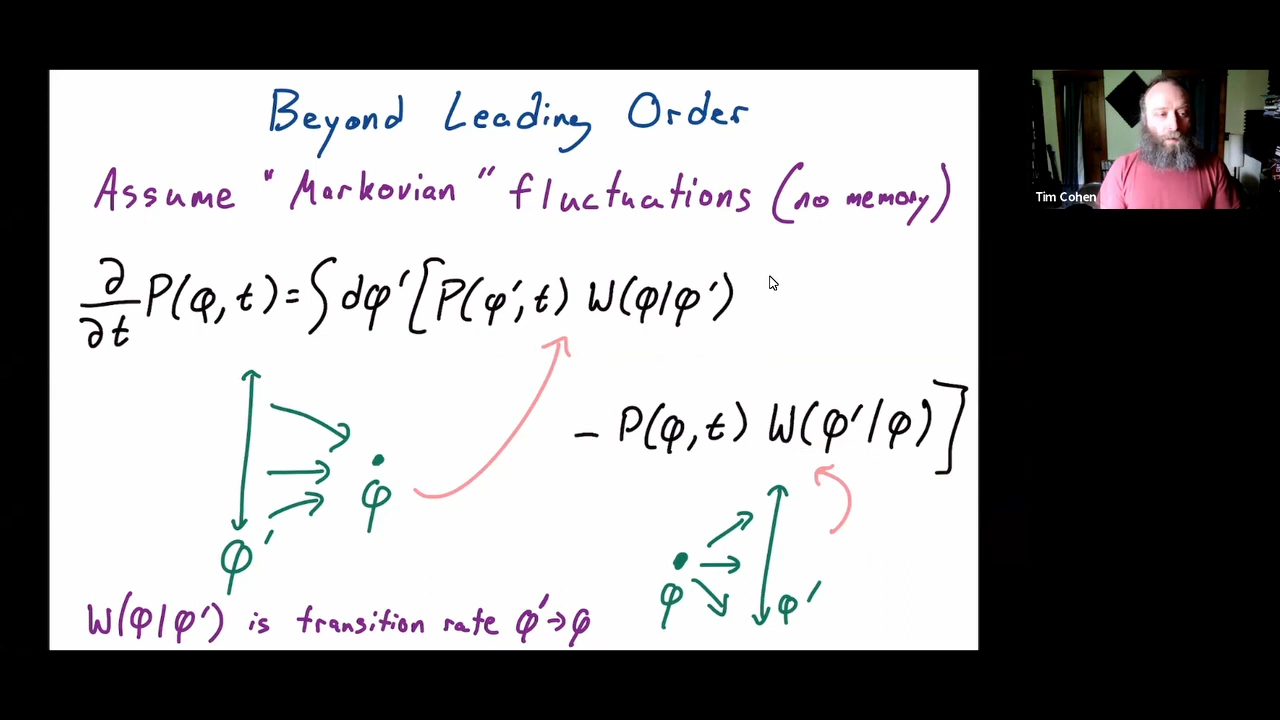 Beyond Leading Order
Assume "Markovian" fluctuations (no memory)
∂/∂t P(φ,t) = ∫ dφ' [P(φ',t) W(φ|φ')
- P(φ,t) W(φ'|φ)]
φ
φ'
φ
φ'
W(φ|φ') is transition rate φ'→φ
Tim Cohen